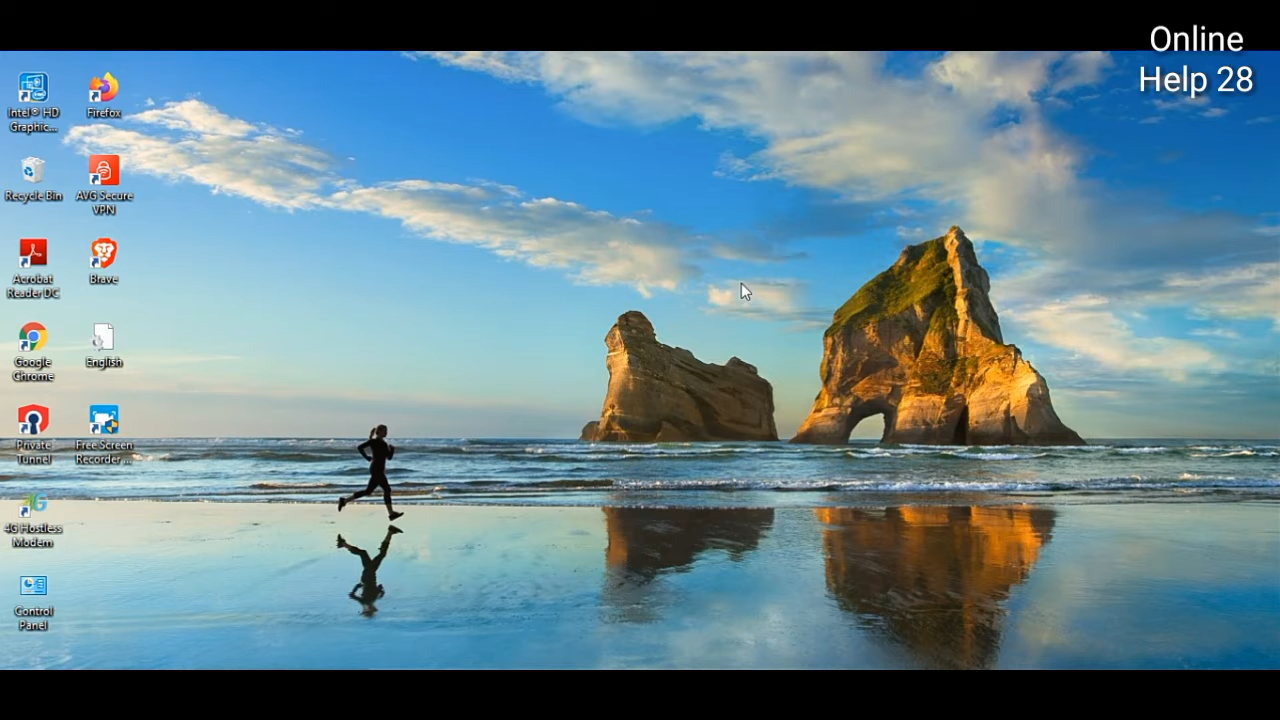 Online
Help 28
Intel® HD
Graphic...
Firefox
Recycle Bin
AVG Secure
VPN
Acrobat
Reader DC
Brave
Google
Chrome
English
Private
Tunnel
Free Screen
Recorder ...
4G Hostless
Modem
Control
Panel